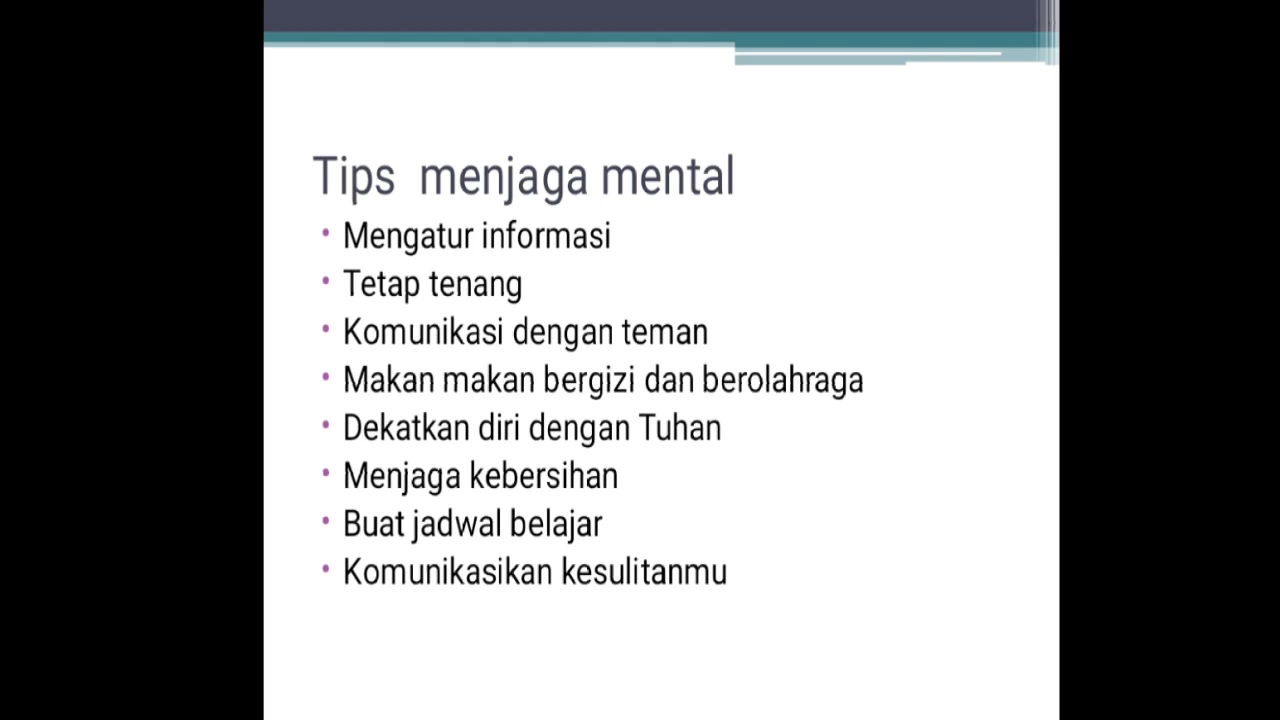 Tips  menjaga mental
• Mengatur informasi
• Tetap tenang
• Komunikasi dengan teman
• Makan makan bergizi dan berolahraga
• Dekatkan diri dengan Tuhan
• Menjaga kebersihan
• Buat jadwal belajar
• Komunikasikan kesulitanmu